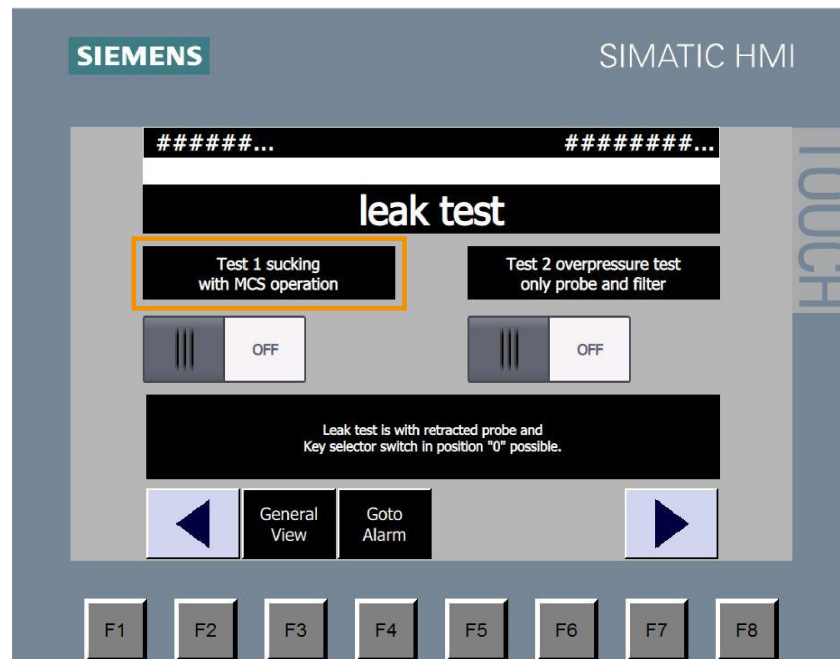 SIEMENS
SIMATIC HMI
TOUCH
######...
########...
leak test
Test 1 sucking
with MCS operation
Test 2 overpressure test
only probe and filter
OFF
OFF
Leak test is with retracted probe and
Key selector switch in position "0" possible.
General
View
Goto
Alarm
F1
F2
F3
F4
F5
F6
F7
F8